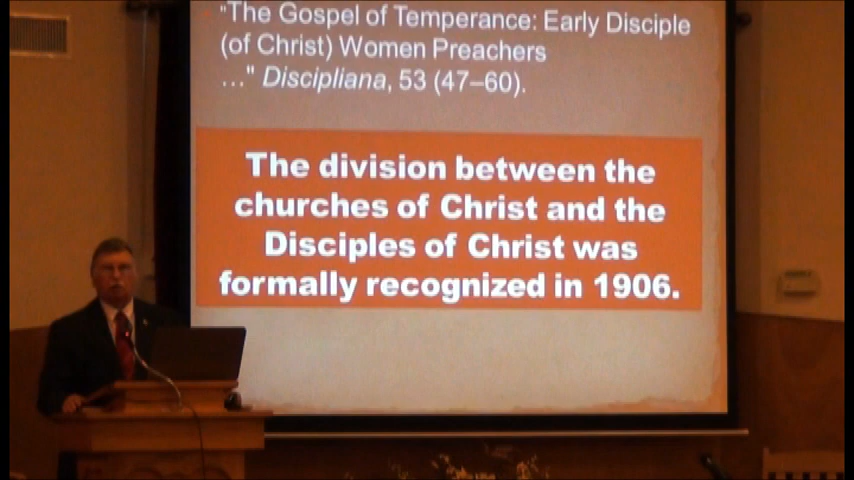 "The Gospel of Temperance: Early Disciple
(of Christ) Women Preachers
…" Discipliana, 53 (47–60).
The division between the
churches of Christ and the
Disciples of Christ was
formally recognized in 1906.